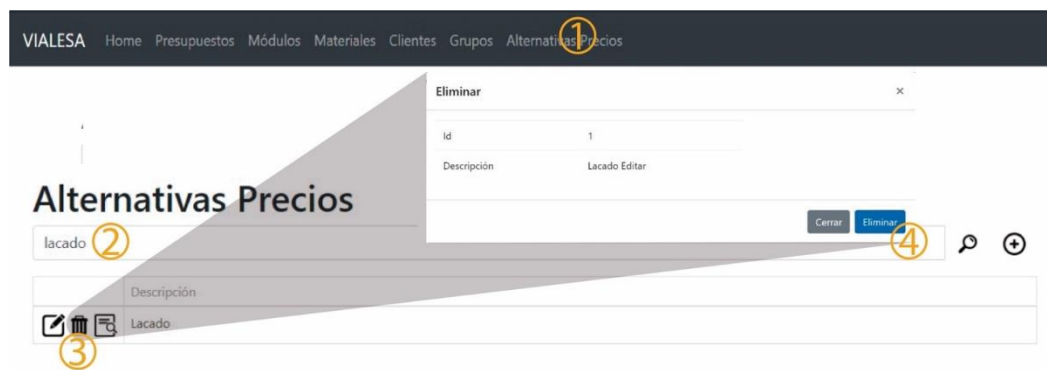 VIALESA Home Presupuestos Módulos Materiales Clientes Grupos Alternativas Precios
1
Eliminar ×
Id 1
Descripción Lacado Editar
Cerrar Eliminar
4
Alternativas Precios
lacado 2
Descripción
Lacado
3